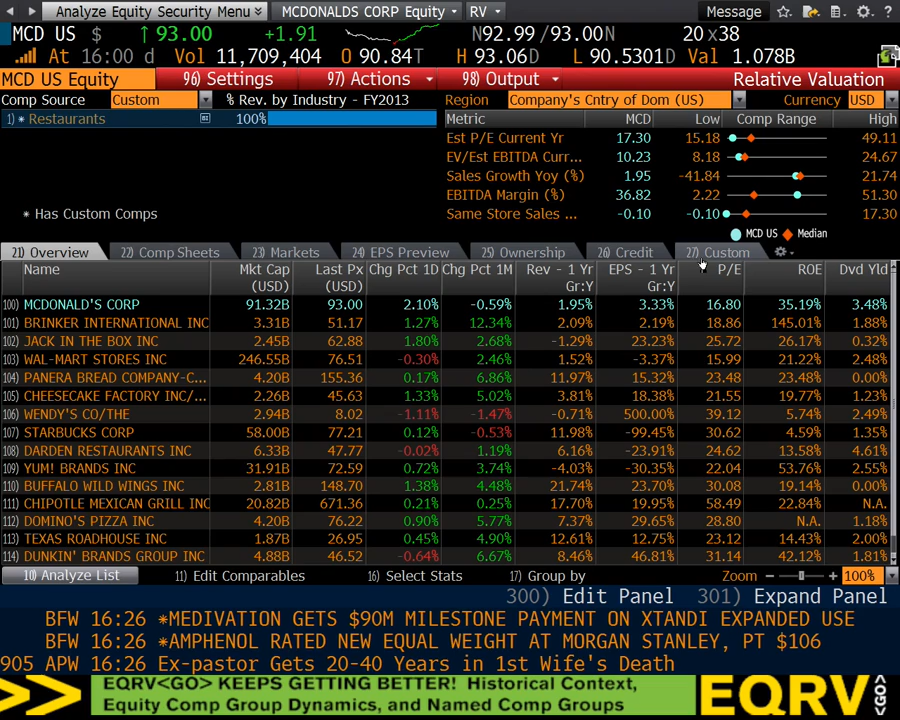 Analyze Equity Security Menu MCDONALDS CORP Equity RV Message
MCD US $ ↑ 93.00 +1.91 N92.99 / 93.00N 20 x 38
At 16:00 d Vol 11,709,404 O 90.84T H 93.06D L 90.5301D Val 1.078B
MCD US Equity 96) Settings 97) Actions 98) Output Relative Valuation
Comp Source Custom % Rev. by Industry - FY2013 Region Company's Cntry of Dom (US) Currency USD
1) * Restaurants 100% Metric MCD Low Comp Range High
Est P/E Current Yr 17.30 15.18 49.11
EV/Est EBITDA Curr... 10.23 8.18 24.67
Sales Growth Yoy (%) 1.95 -41.84 21.74
EBITDA Margin (%) 36.82 2.22 51.30
* Has Custom Comps Same Store Sales ... -0.10 -0.10 17.30
MCD US Median
21) Overview 22) Comp Sheets 23) Markets 24) EPS Preview 25) Ownership 26) Credit 27) Custom
Name Mkt Cap Last Px Chg Pct 1D Chg Pct 1M Rev - 1 Yr EPS - 1 Yr P/E ROE Dvd Yld
(USD) (USD) Gr:Y Gr:Y
100) MCDONALD'S CORP 91.32B 93.00 2.10% -0.59% 1.95% 3.33% 16.80 35.19% 3.48%
101) BRINKER INTERNATIONAL INC 3.31B 51.17 1.27% 12.34% 2.09% 2.19% 18.86 145.01% 1.88%
102) JACK IN THE BOX INC 2.45B 62.88 1.80% 2.68% -1.29% 23.23% 25.72 26.17% 0.32%
103) WAL-MART STORES INC 246.55B 76.51 -0.30% 2.46% 1.52% -3.37% 15.99 21.22% 2.48%
104) PANERA BREAD COMPANY-C... 4.20B 155.36 0.17% 6.86% 11.97% 15.32% 23.48 23.48% 0.00%
105) CHEESECAKE FACTORY INC/... 2.26B 45.63 1.33% 5.02% 3.81% 18.38% 21.55 19.77% 1.23%
106) WENDY'S CO/THE 2.94B 8.02 -1.11% -1.47% -0.71% 500.00% 39.12 5.74% 2.49%
107) STARBUCKS CORP 58.00B 77.21 0.12% -0.53% 11.98% -99.45% 30.62 4.59% 1.35%
108) DARDEN RESTAURANTS INC 6.33B 47.77 -0.02% 1.19% 6.16% -23.91% 24.62 13.58% 4.61%
109) YUM! BRANDS INC 31.91B 72.59 0.72% 3.74% -4.03% -30.35% 22.04 53.76% 2.55%
110) BUFFALO WILD WINGS INC 2.81B 148.70 1.38% 4.48% 21.74% 23.70% 30.08 19.14% 0.00%
111) CHIPOTLE MEXICAN GRILL INC 20.82B 671.36 0.21% 0.25% 17.70% 19.95% 58.49 22.84% N.A.
112) DOMINO'S PIZZA INC 4.20B 76.22 0.90% 5.77% 7.37% 29.65% 28.80 N.A. 1.18%
113) TEXAS ROADHOUSE INC 1.87B 26.95 0.45% 4.90% 12.61% 12.75% 23.12 14.43% 2.00%
114) DUNKIN' BRANDS GROUP INC 4.88B 46.52 -0.64% 6.67% 8.46% 46.81% 31.14 42.12% 1.81%
10) Analyze List 11) Edit Comparables 16) Select Stats 17) Group by Zoom - + 100%
300) Edit Panel 301) Expand Panel
BFW 16:26 *MEDIVATION GETS $90M MILESTONE PAYMENT ON XTANDI EXPANDED USE
BFW 16:26 *AMPHENOL RATED NEW EQUAL WEIGHT AT MORGAN STANLEY, PT $106
905 APW 16:26 Ex-pastor Gets 20-40 Years in 1st Wife's Death
EQRV<GO> KEEPS GETTING BETTER! Historical Context,
Equity Comp Group Dynamics, and Named Comp Groups
EQRV <GO>